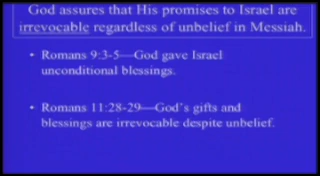 God assures that His promises to Israel are
irrevocable regardless of unbelief in Messiah.
• Romans 9:3-5—God gave Israel
unconditional blessings.
• Romans 11:28-29—God's gifts and
blessings are irrevocable despite unbelief.